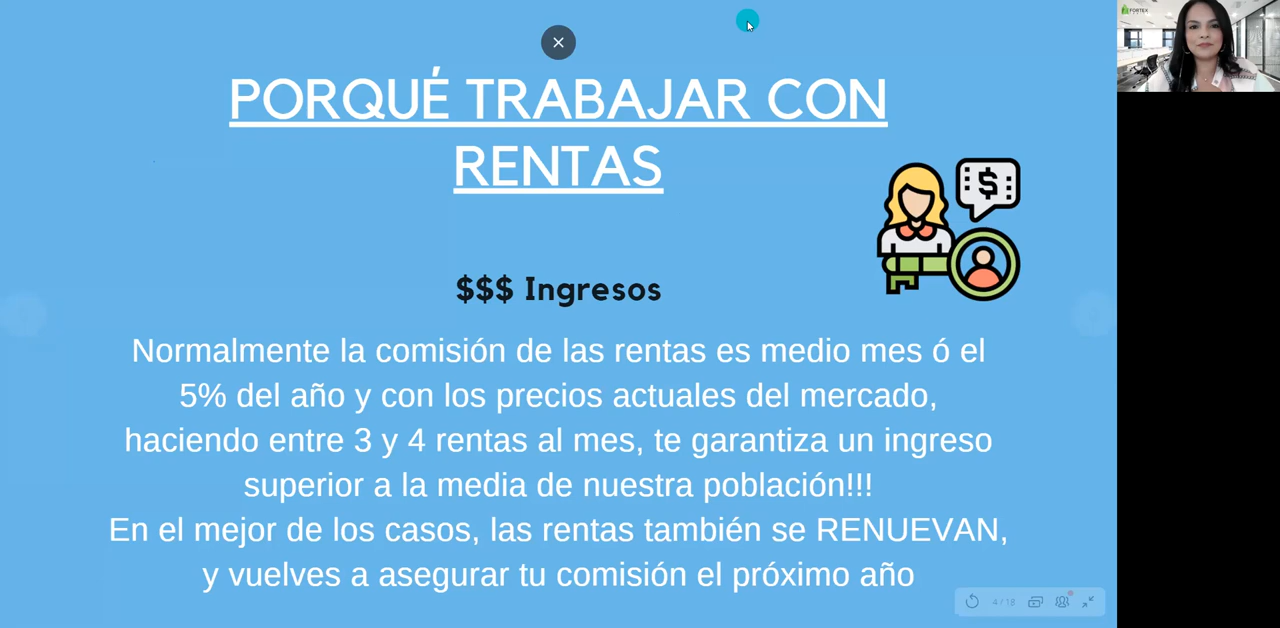 PORQUÉ TRABAJAR CON
RENTAS
$
$$$ Ingresos
Normalmente la comisión de las rentas es medio mes ó el
5% del año y con los precios actuales del mercado,
haciendo entre 3 y 4 rentas al mes, te garantiza un ingreso
superior a la media de nuestra población!!!
En el mejor de los casos, las rentas también se RENUEVAN,
y vuelves a asegurar tu comisión el próximo año
4 / 18
FORTEX